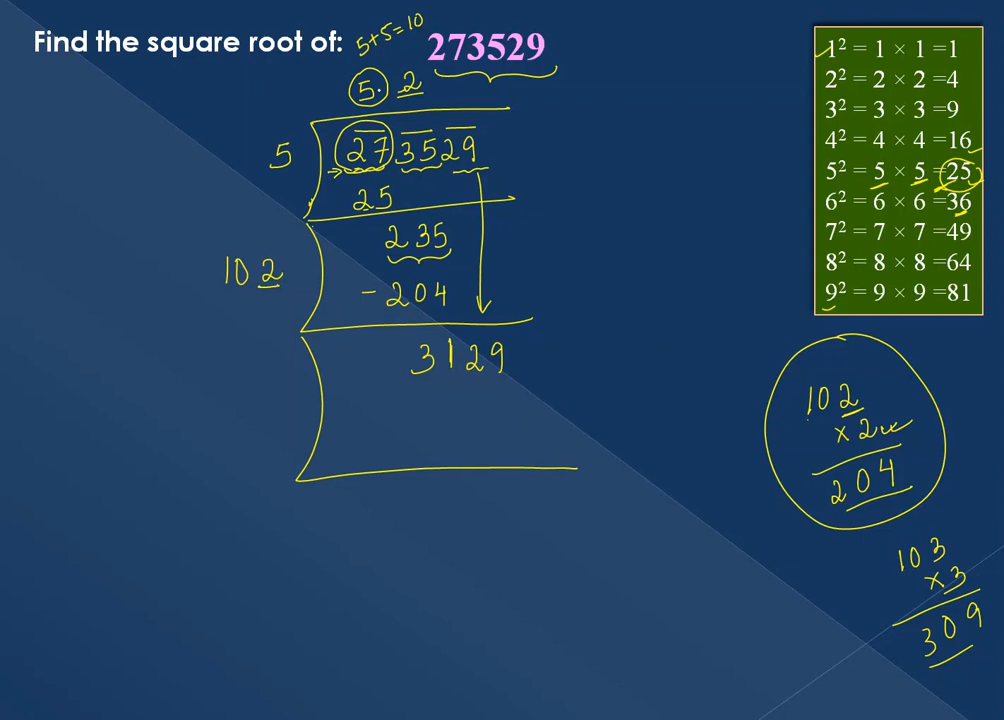 Find the square root of: 273529
5+5=10
5. 2
5 27 35 29
25
235
102 - 204
3129
1² = 1 × 1 =1
2² = 2 × 2 =4
3² = 3 × 3 =9
4² = 4 × 4 =16
5² = 5 × 5 =25
6² = 6 × 6 =36
7² = 7 × 7 =49
8² = 8 × 8 =64
9² = 9 × 9 =81
102
× 2
204
103
× 3
309